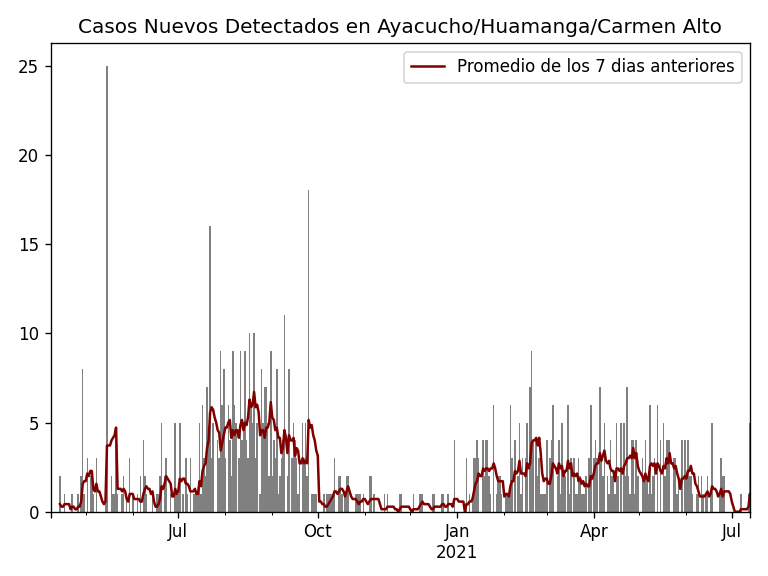 Casos Nuevos Detectados en Ayacucho/Huamanga/Carmen Alto
Promedio de los 7 dias anteriores
25
20
15
10
5
0
Jul
Oct
Jan
2021
Apr
Jul